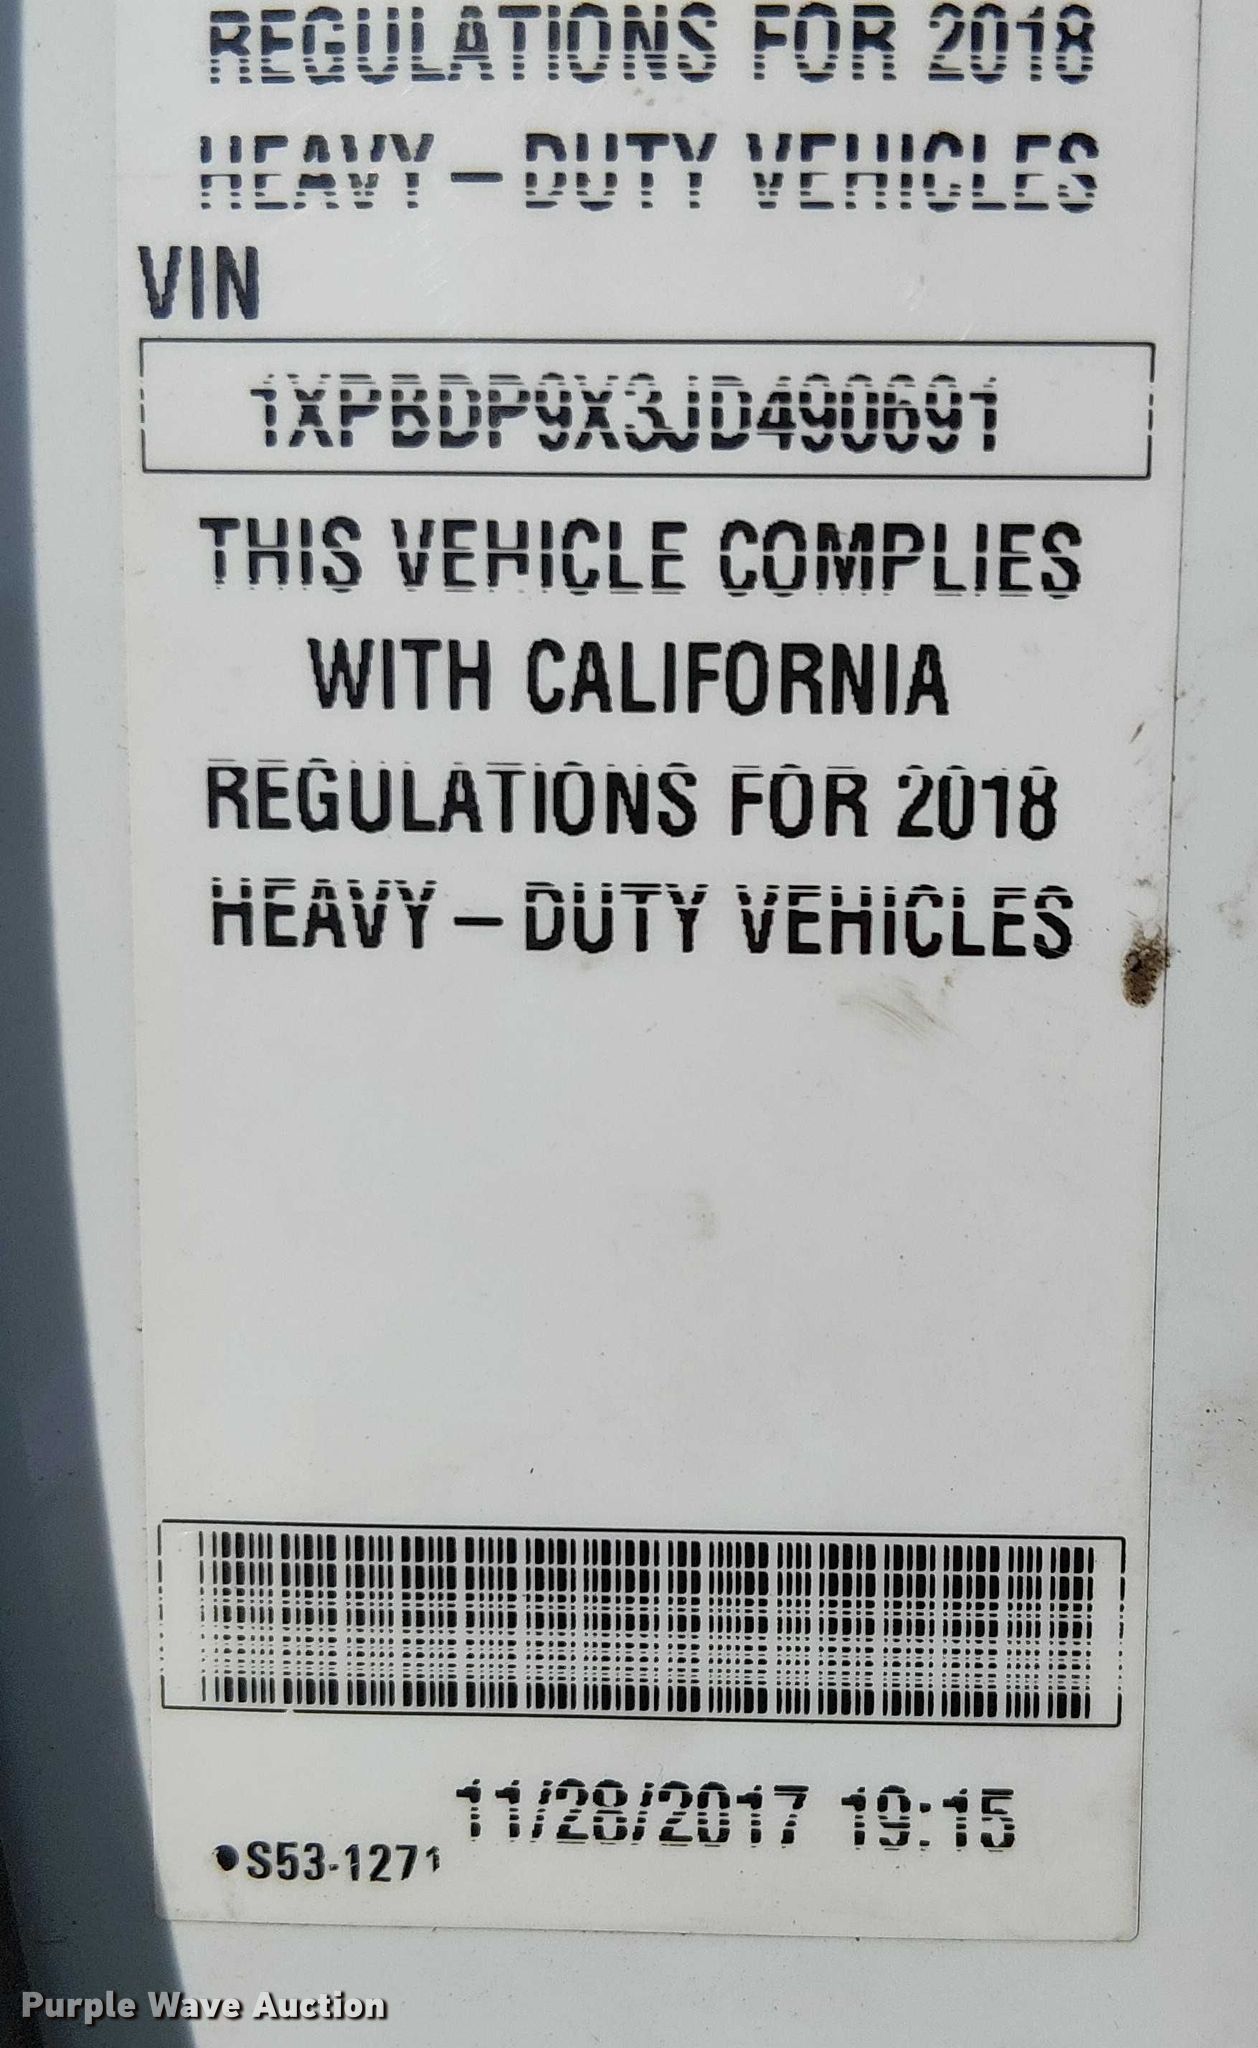 REGULATIONS FOR 2018
HEAVY – DUTY VEHICLES
VIN
1XPBDP9X3JD490691
THIS VEHICLE COMPLIES
WITH CALIFORNIA
REGULATIONS FOR 2018
HEAVY – DUTY VEHICLES
11/28/2017 19:15
•S53-1271
Purple Wave Auction